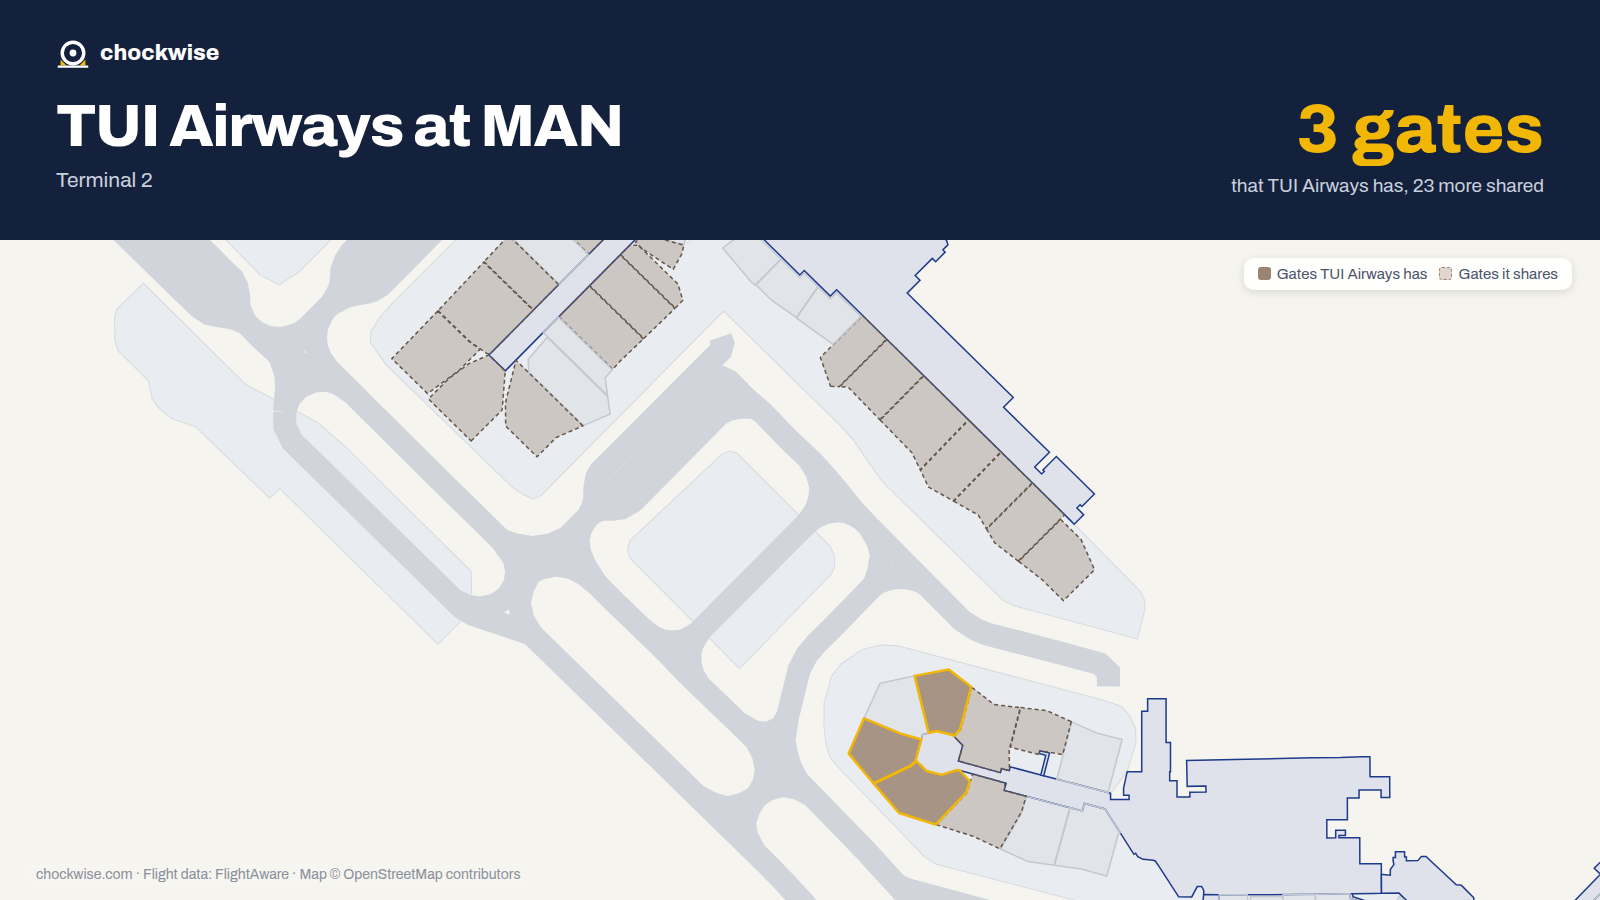 chockwise
TUI Airways at MAN
Terminal 2
3 gates
that TUI Airways has, 23 more shared
Gates TUI Airways has
Gates it shares
chockwise.com · Flight data: FlightAware · Map © OpenStreetMap contributors